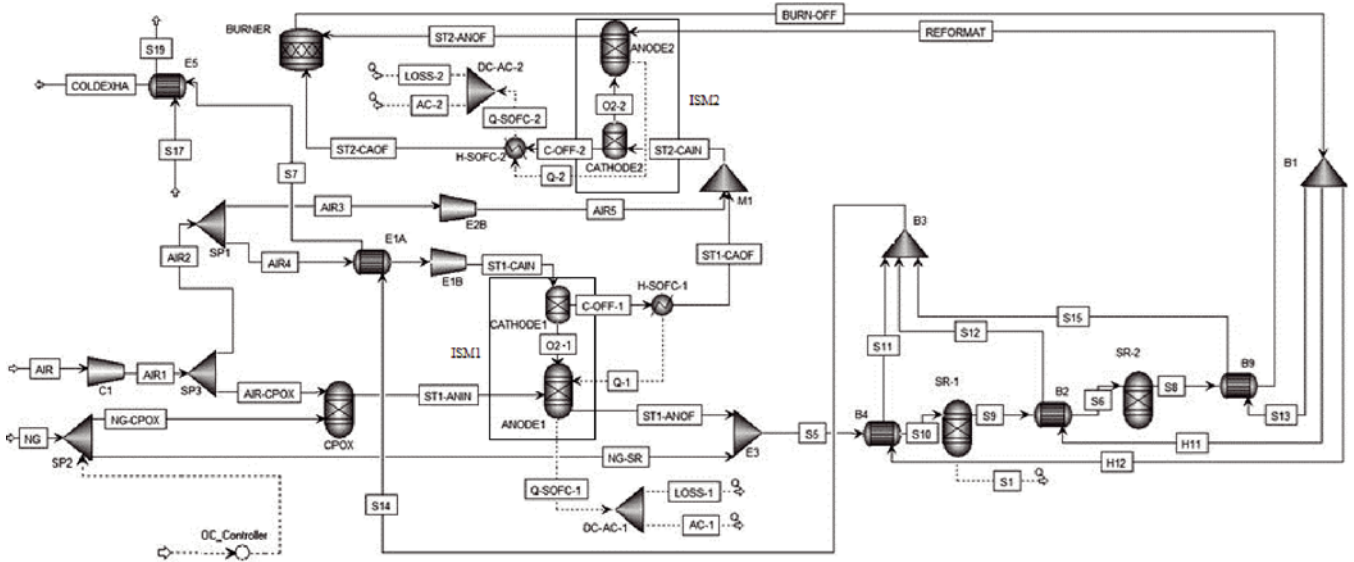 BURN-OFF
BURNER
ST2-ANOF
REFORMAT
ANODE2
S19
E5
COLDEXHA
Q
LOSS-2
DC-AC-2
Q
AC-2
O2-2
ISM2
Q-SOFC-2
S17
ST2-CAOF
C-OFF-2
ST2-CAIN
H-SOFC-2
CATHODE2
B1
S7
Q-2
M1
AIR3
AIR5
E2B
B3
SP1
E1A
AIR2
AIR4
ST1-CAIN
ST1-CAOF
E1B
H-SOFC-1
C-OFF-1
S12
S15
CATHODE1
SR-2
S11
O2-1
ISM1
AIR
AIR1
C1
SP3
Q-1
SR-1
B2
S6
S8
B9
AIR-CPOX
ST1-ANIN
NG-CPOX
ST1-ANOF
B4
S9
S13
ANODE1
S10
NG
CPOX
S5
H11
SP2
NG-SR
E3
H12
Q-SOFC-1
LOSS-1
Q
S1
Q
S14
AC-1
Q
DC-AC-1
OC_Controller